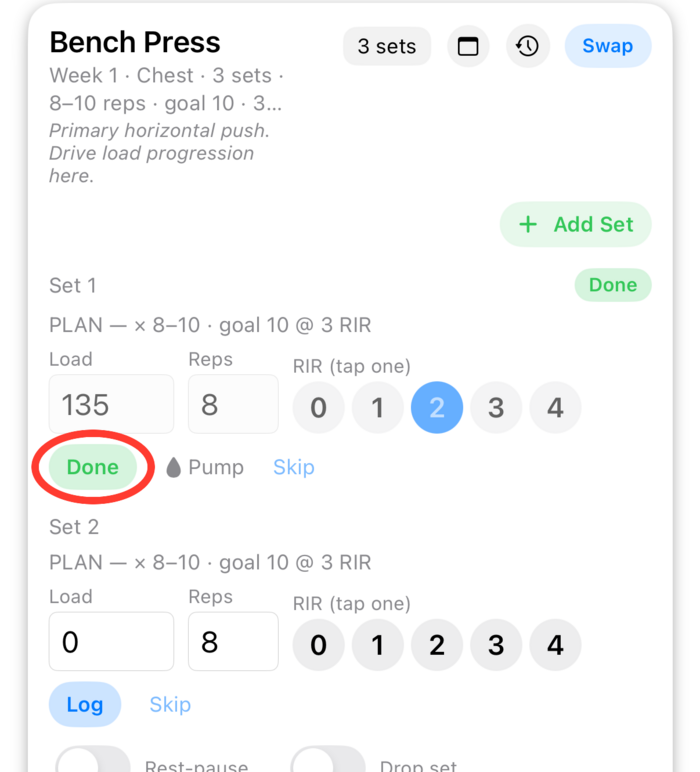 Bench Press
3 sets
Swap
Week 1 · Chest · 3 sets ·
8–10 reps · goal 10 · 3...
Primary horizontal push.
Drive load progression
here.
+ Add Set
Set 1
Done
PLAN — × 8–10 · goal 10 @ 3 RIR
Load Reps RIR (tap one)
135 8 0 1 2 3 4
Done Pump Skip
Set 2
PLAN — × 8–10 · goal 10 @ 3 RIR
Load Reps RIR (tap one)
0 8 0 1 2 3 4
Log Skip
Rest-pause Drop set